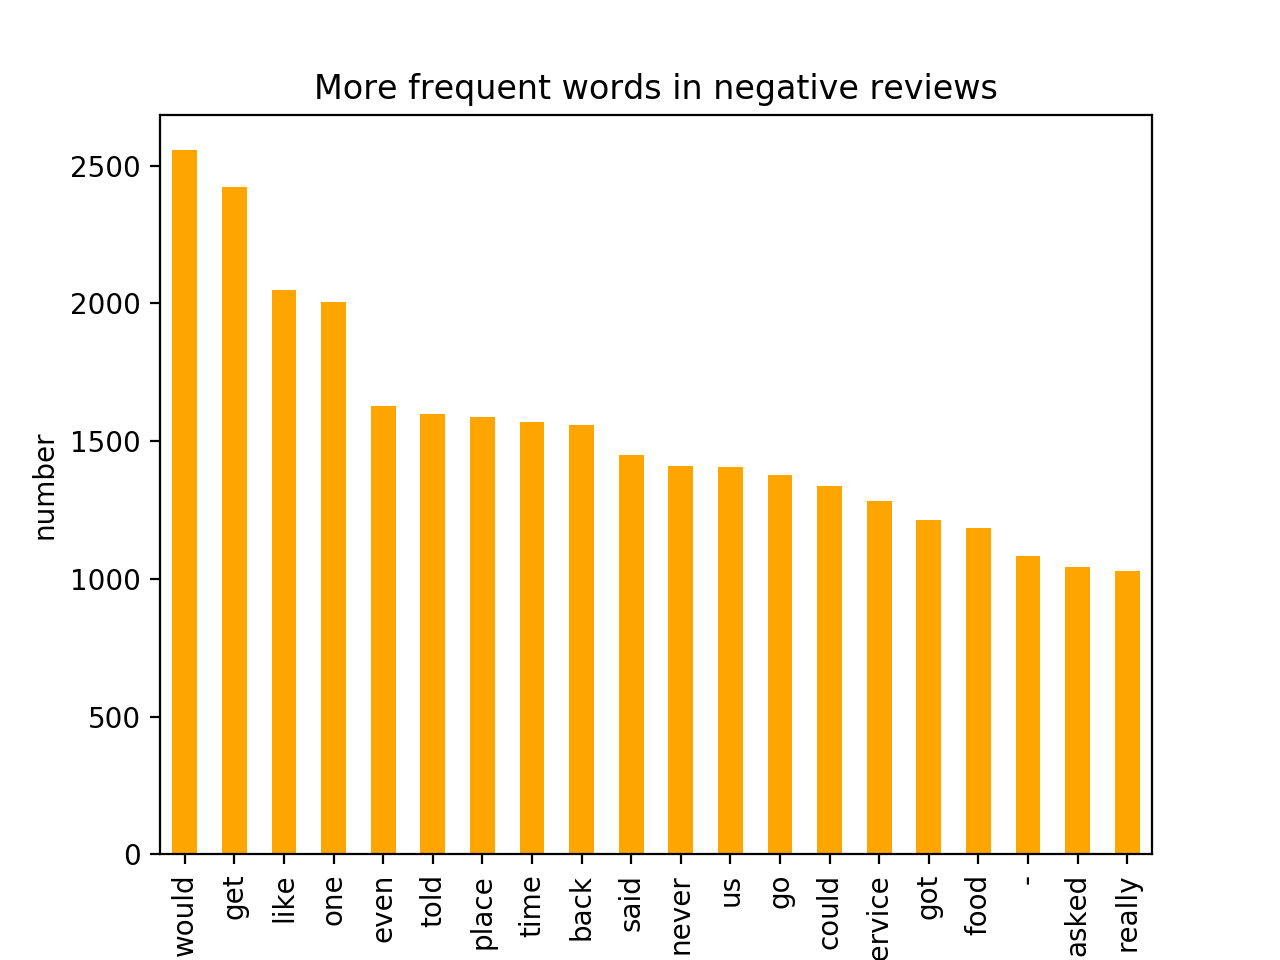 More frequent words in negative reviews
number
2500
2000
1500
1000
500
0
would
get
like
one
even
told
place
time
back
said
never
us
go
could
ervice
got
food
-
asked
really